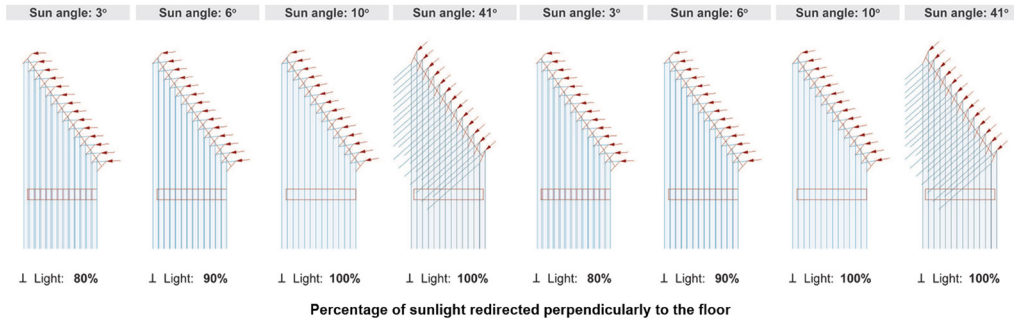 Sun angle: 3° Sun angle: 6° Sun angle: 10° Sun angle: 41° Sun angle: 3° Sun angle: 6° Sun angle: 10° Sun angle: 41°
⊥ Light: 80% ⊥ Light: 90% ⊥ Light: 100% ⊥ Light: 100% ⊥ Light: 80% ⊥ Light: 90% ⊥ Light: 100% ⊥ Light: 100%
Percentage of sunlight redirected perpendicularly to the floor